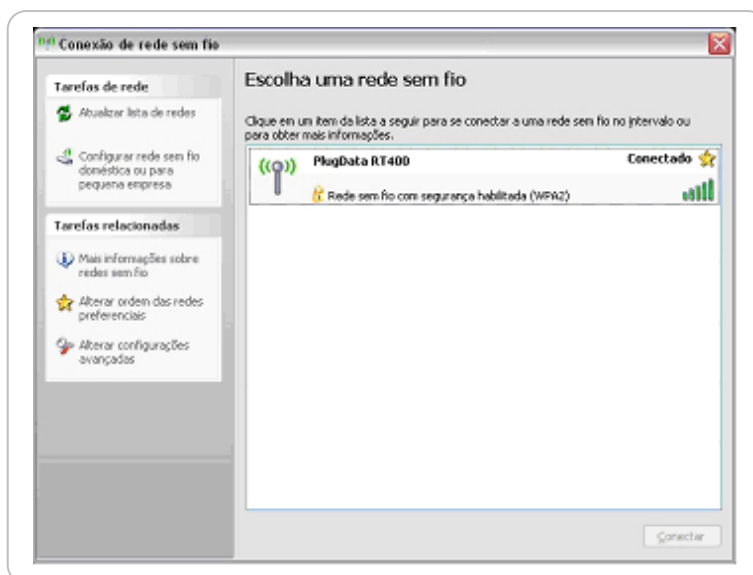 Conexão de rede sem fio
Tarefas de rede
Atualizar lista de redes
Configurar rede sem fio
doméstica ou para
pequena empresa
Tarefas relacionadas
Mais informações sobre
redes sem fio
Alterar ordem das redes
preferenciais
Alterar configurações
avançadas
Escolha uma rede sem fio
Clique em um item da lista a seguir para se conectar a uma rede sem fio no intervalo ou
para obter mais informações.
PlugData RT400 Conectado
Rede sem fio com segurança habilitada (WPA2)
Conectar